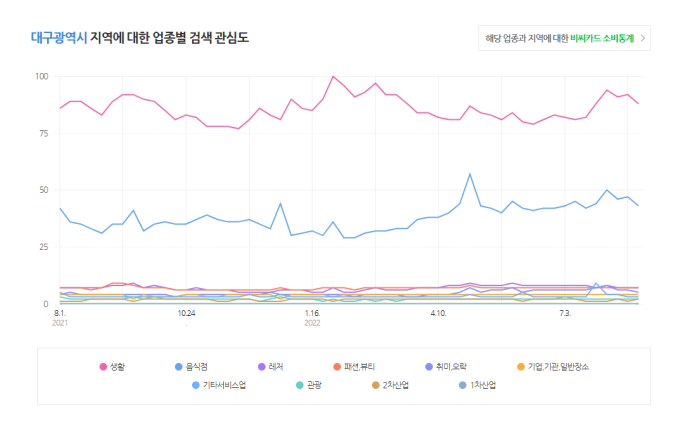 대구광역시 지역에 대한 업종별 검색 관심도
해당 업종과 지역에 대한 비씨카드 소비통계
100
75
50
25
0
8.1. 10.24 1.16. 4.10. 7.3.
2021 2022
생활 음식점 레저 패션,뷰티 취미,오락 기업,기관,일반장소
기타서비스업 관광 2차산업 1차산업